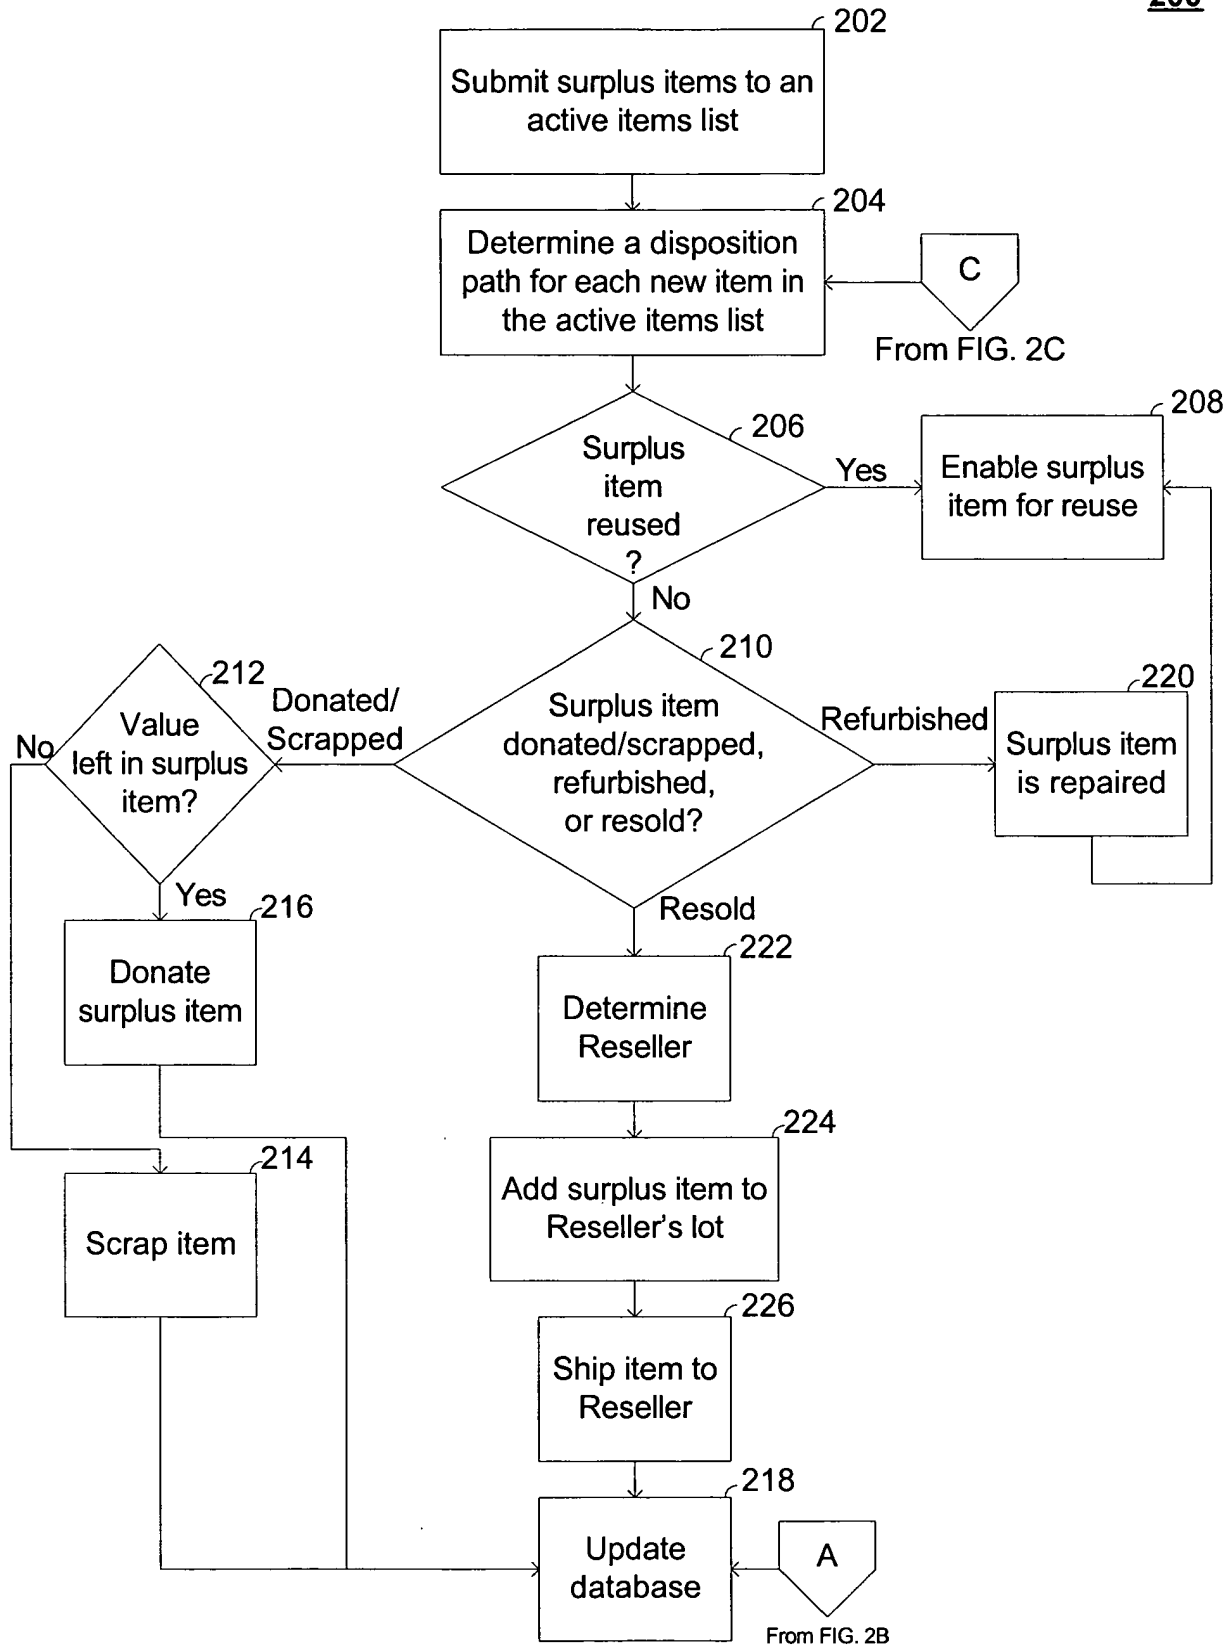 202
Submit surplus items to an
active items list
204
Determine a disposition
path for each new item in
the active items list
C
From FIG. 2C
206
Surplus
item
reused
?
Yes
208
Enable surplus
item for reuse
No
210
Surplus item
donated/scrapped,
refurbished,
or resold?
212
Value
left in surplus
item?
Donated/
Scrapped
No
Refurbished
220
Surplus item
is repaired
Yes
216
Donate
surplus item
Resold
222
Determine
Reseller
224
Add surplus item to
Reseller's lot
214
Scrap item
226
Ship item to
Reseller
218
Update
database
A
From FIG. 2B